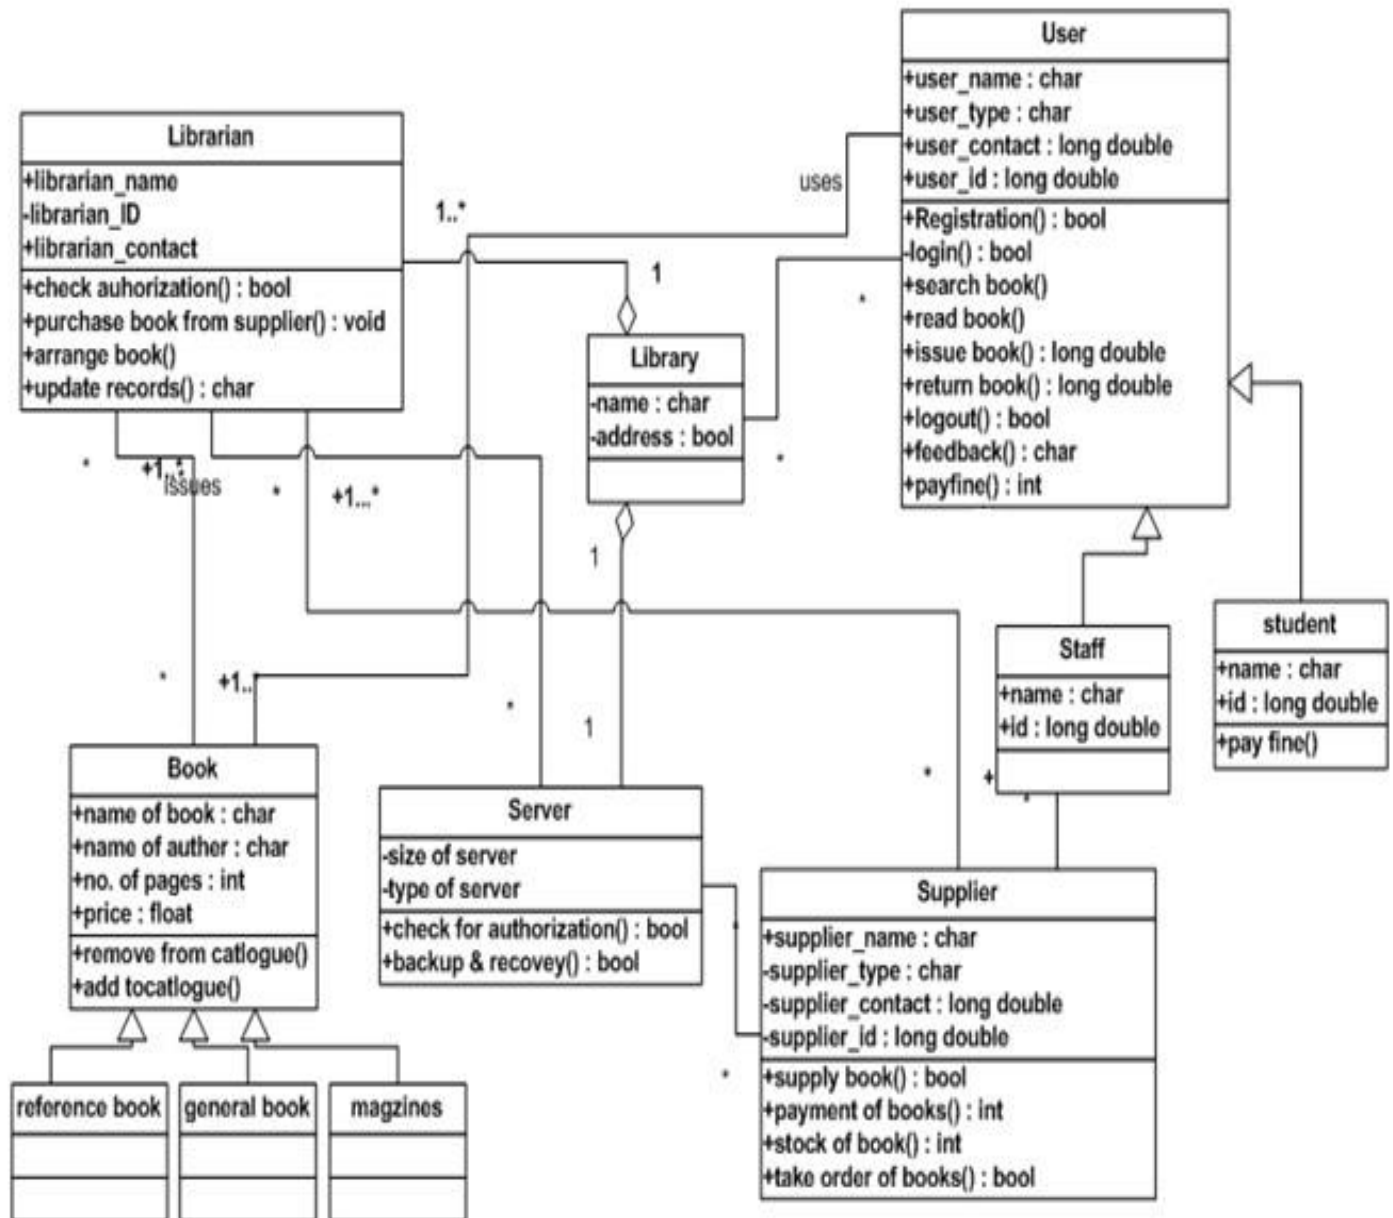 User
+user_name : char
+user_type : char
+user_contact : long double
+user_id : long double
+Registration() : bool
-login() : bool
+search book()
+read book()
+issue book() : long double
+return book() : long double
+logout() : bool
+feedback() : char
+payfine() : int
Librarian
+librarian_name
-librarian_ID
+librarian_contact
+check auhorization() : bool
+purchase book from supplier() : void
+arrange book()
+update records() : char
uses
1..*
1
*
Library
-name : char
-address : bool
*
*
+1..*
issues
*
+1...*
1
*
+1..*
*
1
student
+name : char
+id : long double
+pay fine()
Staff
+name : char
+id : long double
*
+
*
Book
+name of book : char
+name of auther : char
+no. of pages : int
+price : float
+remove from catlogue()
+add tocatlogue()
Server
-size of server
-type of server
+check for authorization() : bool
+backup & recovey() : bool
*
*
Supplier
+supplier_name : char
-supplier_type : char
-supplier_contact : long double
-supplier_id : long double
+supply book() : bool
+payment of books() : int
+stock of book() : int
+take order of books() : bool
reference book
general book
magzines